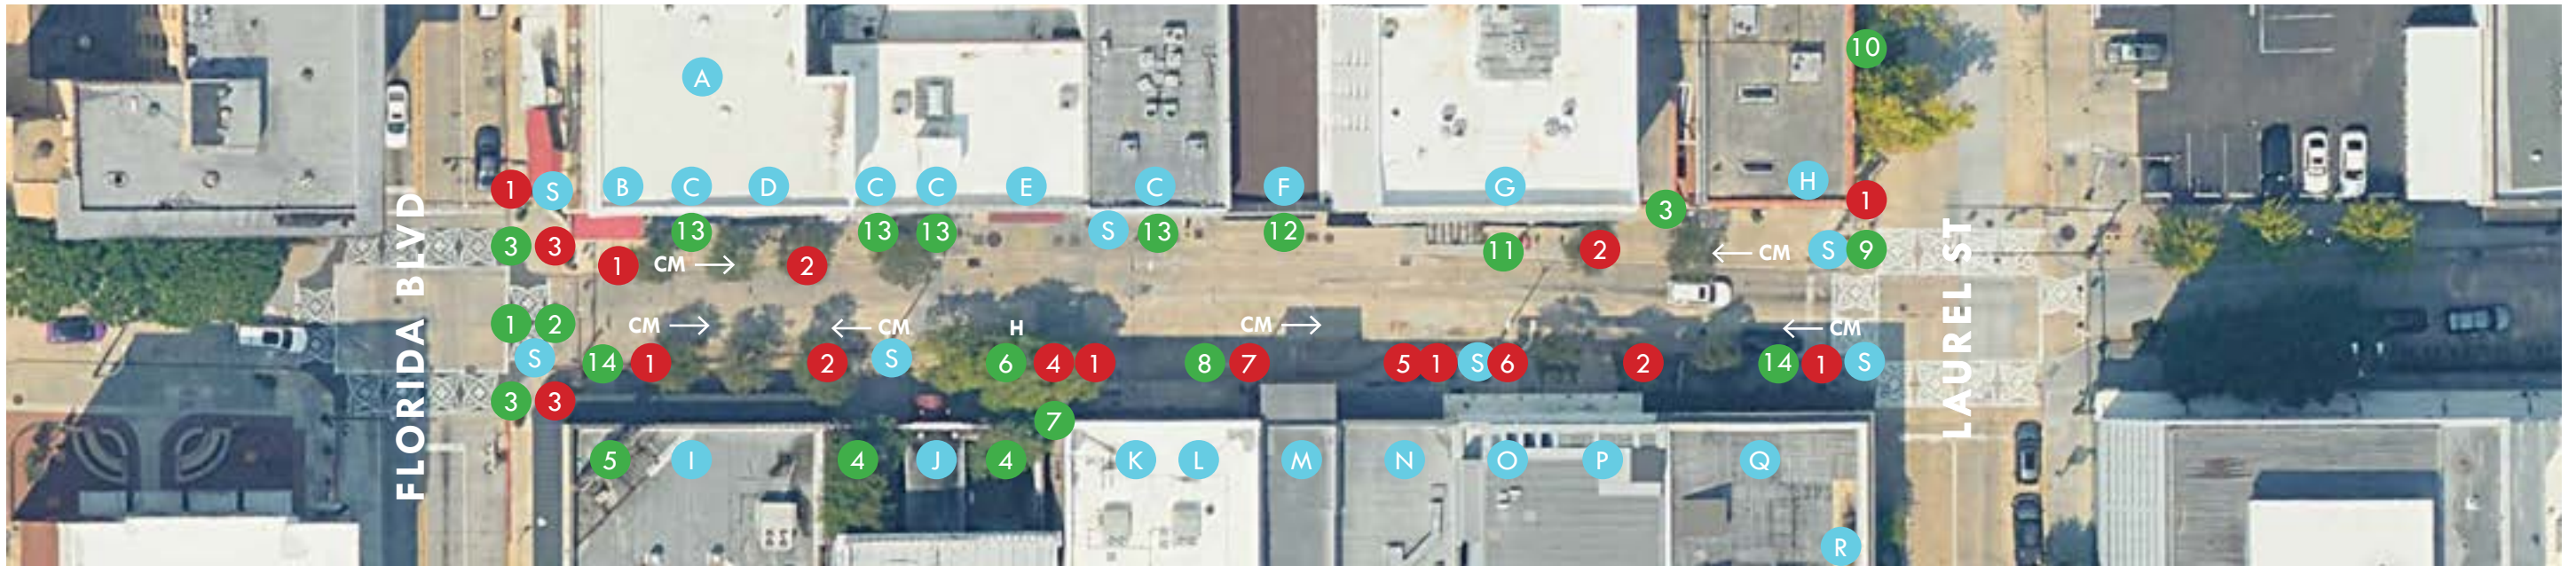 10
A
1 S B C D C C E C F G H 1
3
3 3 13 13 13 S 13 12 11 2 S 9
1 CM → 2 ← CM
FLORIDA BLVD
LAUREL ST
1 2 CM → ← CM H CM → ← CM
S 14 1 2 S 6 4 1 8 7 5 1 S 6 2 14 1 S
3 3 7
5 I 4 J 4 K L M N O P Q
R